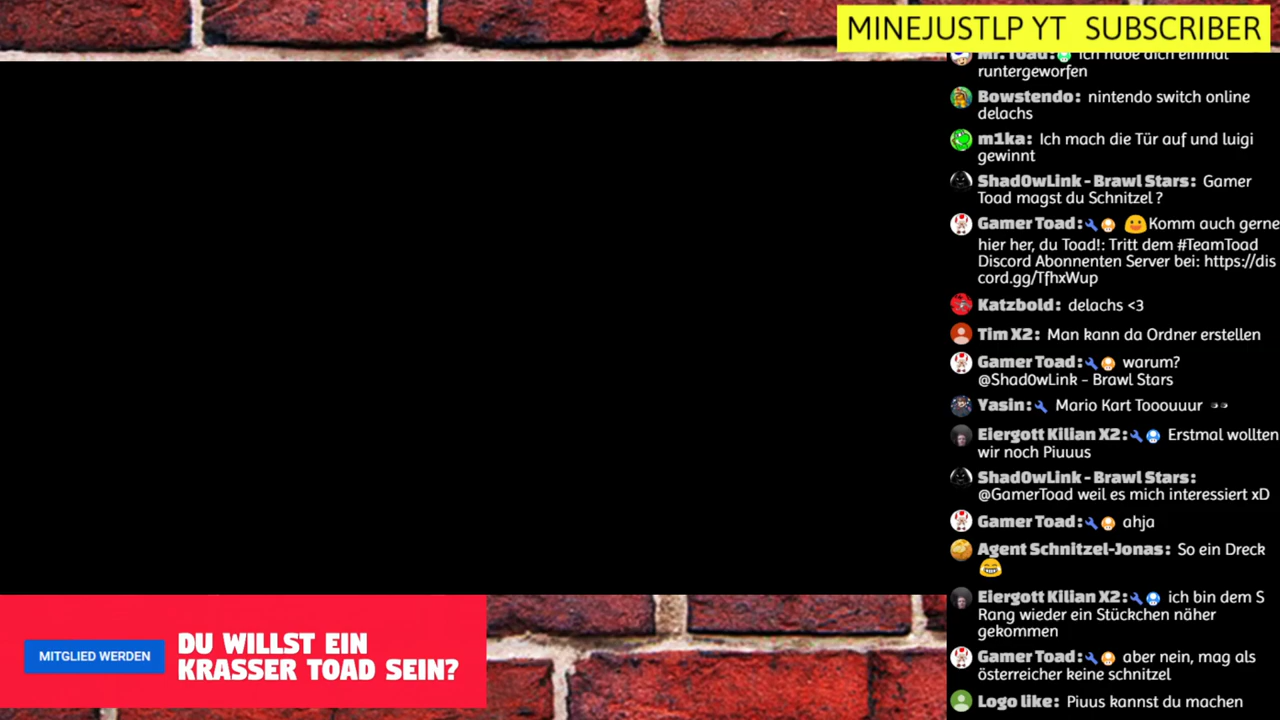 MINEJUSTLP YT SUBSCRIBER
Mr. Toad: ich habe dich einmal
runtergeworfen
Bowstendo: nintendo switch online
delachs
m1ka: Ich mach die Tür auf und luigi
gewinnt
Shad0wLink - Brawl Stars: Gamer
Toad magst du Schnitzel ?
Gamer Toad: Komm auch gerne
hier her, du Toad!: Tritt dem #TeamToad
Discord Abonnenten Server bei: https://dis
cord.gg/TfhxWup
Katzbold: delachs <3
Tim X2: Man kann da Ordner erstellen
Gamer Toad: warum?
@Shad0wLink - Brawl Stars
Yasin: Mario Kart Tooouuur
Eiergott Kilian X2: Erstmal wollten
wir noch Piuuus
Shad0wLink - Brawl Stars:
@GamerToad weil es mich interessiert xD
Gamer Toad: ahja
Agent Schnitzel-Jonas: So ein Dreck
Eiergott Kilian X2: ich bin dem S
Rang wieder ein Stückchen näher
gekommen
Gamer Toad: aber nein, mag als
österreicher keine schnitzel
Logo like: Piuus kannst du machen
MITGLIED WERDEN
DU WILLST EIN
KRASSER TOAD SEIN?